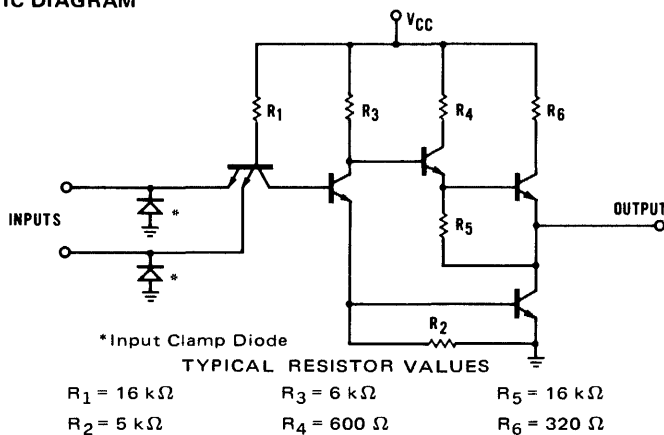 IC DIAGRAM
VCC
R1
R3
R4
R6
*
INPUTS
R5
OUTPUT
*
R2
*Input Clamp Diode
TYPICAL RESISTOR VALUES
R1 = 16 kΩ R3 = 6 kΩ R5 = 16 kΩ
R2 = 5 kΩ R4 = 600 Ω R6 = 320 Ω